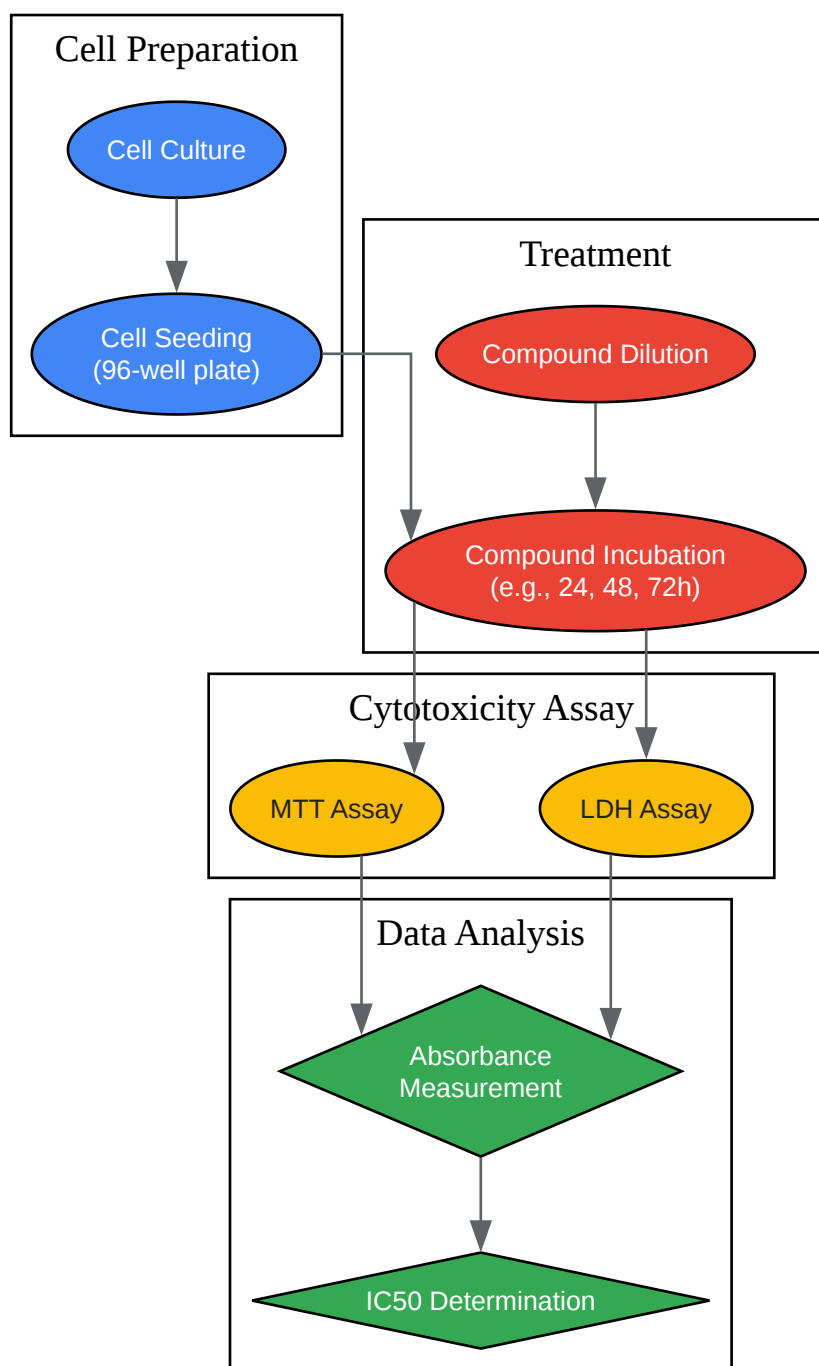 Cell Preparation
Cell Culture
Cell Seeding
(96-well plate)
Treatment
Compound Dilution
Compound Incubation
(e.g., 24, 48, 72h)
Cytotoxicity Assay
MTT Assay
LDH Assay
Data Analysis
Absorbance
Measurement
IC50 Determination